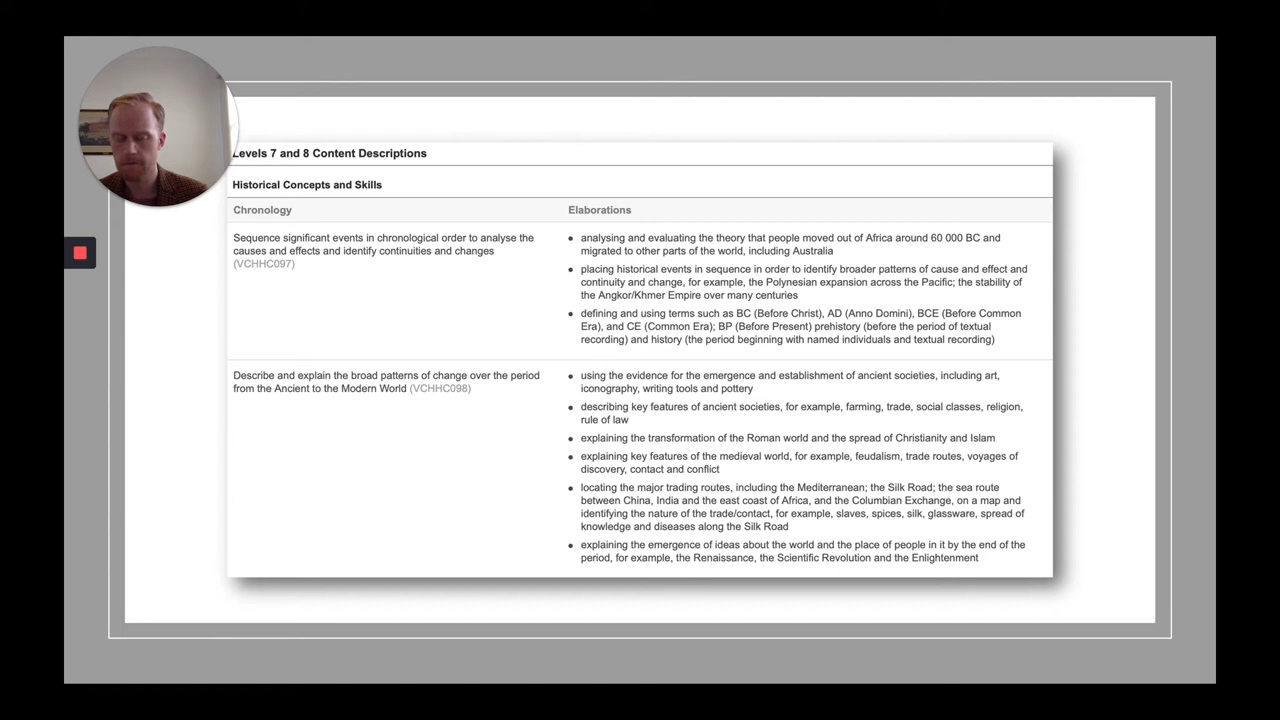 Levels 7 and 8 Content Descriptions
Historical Concepts and Skills
Chronology
Elaborations
Sequence significant events in chronological order to analyse the
causes and effects and identify continuities and changes
(VCHHC097)
• analysing and evaluating the theory that people moved out of Africa around 60 000 BC and
migrated to other parts of the world, including Australia
• placing historical events in sequence in order to identify broader patterns of cause and effect and
continuity and change, for example, the Polynesian expansion across the Pacific; the stability of
the Angkor/Khmer Empire over many centuries
• defining and using terms such as BC (Before Christ), AD (Anno Domini), BCE (Before Common
Era), and CE (Common Era); BP (Before Present) prehistory (before the period of textual
recording) and history (the period beginning with named individuals and textual recording)
Describe and explain the broad patterns of change over the period
from the Ancient to the Modern World (VCHHC098)
• using the evidence for the emergence and establishment of ancient societies, including art,
iconography, writing tools and pottery
• describing key features of ancient societies, for example, farming, trade, social classes, religion,
rule of law
• explaining the transformation of the Roman world and the spread of Christianity and Islam
• explaining key features of the medieval world, for example, feudalism, trade routes, voyages of
discovery, contact and conflict
• locating the major trading routes, including the Mediterranean; the Silk Road; the sea route
between China, India and the east coast of Africa, and the Columbian Exchange, on a map and
identifying the nature of the trade/contact, for example, slaves, spices, silk, glassware, spread of
knowledge and diseases along the Silk Road
• explaining the emergence of ideas about the world and the place of people in it by the end of the
period, for example, the Renaissance, the Scientific Revolution and the Enlightenment